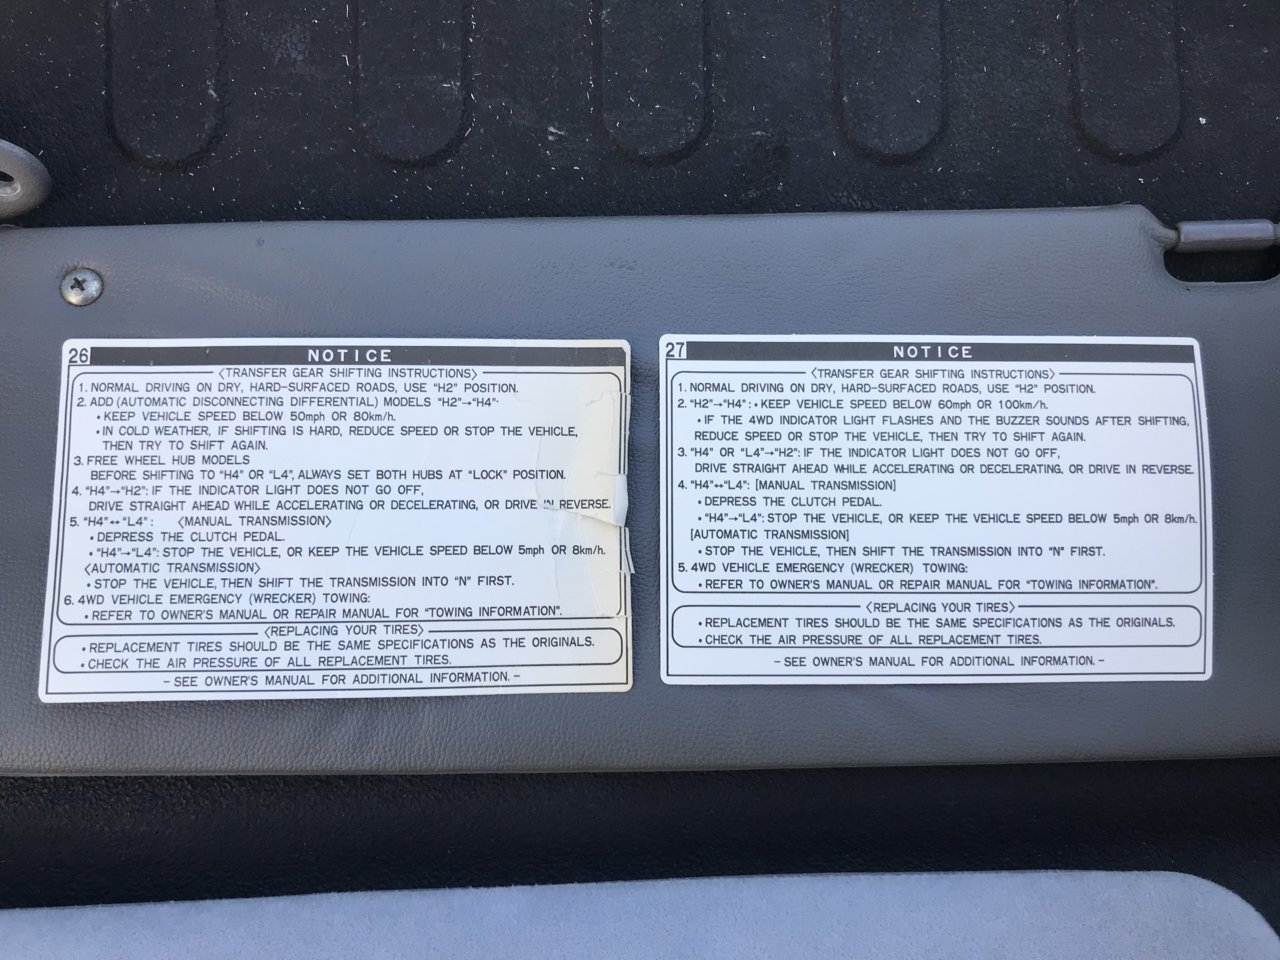 26
NOTICE
〈TRANSFER GEAR SHIFTING INSTRUCTIONS〉
1. NORMAL DRIVING ON DRY, HARD-SURFACED ROADS, USE "H2" POSITION.
2. ADD (AUTOMATIC DISCONNECTING DIFFERENTIAL) MODELS "H2"→"H4":
• KEEP VEHICLE SPEED BELOW 50mph OR 80km/h.
• IN COLD WEATHER, IF SHIFTING IS HARD, REDUCE SPEED OR STOP THE VEHICLE,
THEN TRY TO SHIFT AGAIN.
3. FREE WHEEL HUB MODELS
BEFORE SHIFTING TO "H4" OR "L4", ALWAYS SET BOTH HUBS AT "LOCK" POSITION.
4. "H4"→"H2": IF THE INDICATOR LIGHT DOES NOT GO OFF,
DRIVE STRAIGHT AHEAD WHILE ACCELERATING OR DECELERATING, OR DRIVE IN REVERSE.
5. "H4"↔"L4": 〈MANUAL TRANSMISSION〉
• DEPRESS THE CLUTCH PEDAL.
• "H4"→"L4": STOP THE VEHICLE, OR KEEP THE VEHICLE SPEED BELOW 5mph OR 8km/h.
〈AUTOMATIC TRANSMISSION〉
• STOP THE VEHICLE, THEN SHIFT THE TRANSMISSION INTO "N" FIRST.
6. 4WD VEHICLE EMERGENCY (WRECKER) TOWING:
• REFER TO OWNER'S MANUAL OR REPAIR MANUAL FOR "TOWING INFORMATION".
〈REPLACING YOUR TIRES〉
• REPLACEMENT TIRES SHOULD BE THE SAME SPECIFICATIONS AS THE ORIGINALS.
• CHECK THE AIR PRESSURE OF ALL REPLACEMENT TIRES.
– SEE OWNER'S MANUAL FOR ADDITIONAL INFORMATION. –
27
NOTICE
〈TRANSFER GEAR SHIFTING INSTRUCTIONS〉
1. NORMAL DRIVING ON DRY, HARD-SURFACED ROADS, USE "H2" POSITION.
2. "H2"→"H4": • KEEP VEHICLE SPEED BELOW 60mph OR 100km/h.
• IF THE 4WD INDICATOR LIGHT FLASHES AND THE BUZZER SOUNDS AFTER SHIFTING,
REDUCE SPEED OR STOP THE VEHICLE, THEN TRY TO SHIFT AGAIN.
3. "H4" OR "L4"→"H2": IF THE INDICATOR LIGHT DOES NOT GO OFF,
DRIVE STRAIGHT AHEAD WHILE ACCELERATING OR DECELERATING, OR DRIVE IN REVERSE.
4. "H4"↔"L4": [MANUAL TRANSMISSION]
• DEPRESS THE CLUTCH PEDAL.
• "H4"→"L4": STOP THE VEHICLE, OR KEEP THE VEHICLE SPEED BELOW 5mph OR 8km/h.
[AUTOMATIC TRANSMISSION]
• STOP THE VEHICLE, THEN SHIFT THE TRANSMISSION INTO "N" FIRST.
5. 4WD VEHICLE EMERGENCY (WRECKER) TOWING:
• REFER TO OWNER'S MANUAL OR REPAIR MANUAL FOR "TOWING INFORMATION".
〈REPLACING YOUR TIRES〉
• REPLACEMENT TIRES SHOULD BE THE SAME SPECIFICATIONS AS THE ORIGINALS.
• CHECK THE AIR PRESSURE OF ALL REPLACEMENT TIRES.
– SEE OWNER'S MANUAL FOR ADDITIONAL INFORMATION. –